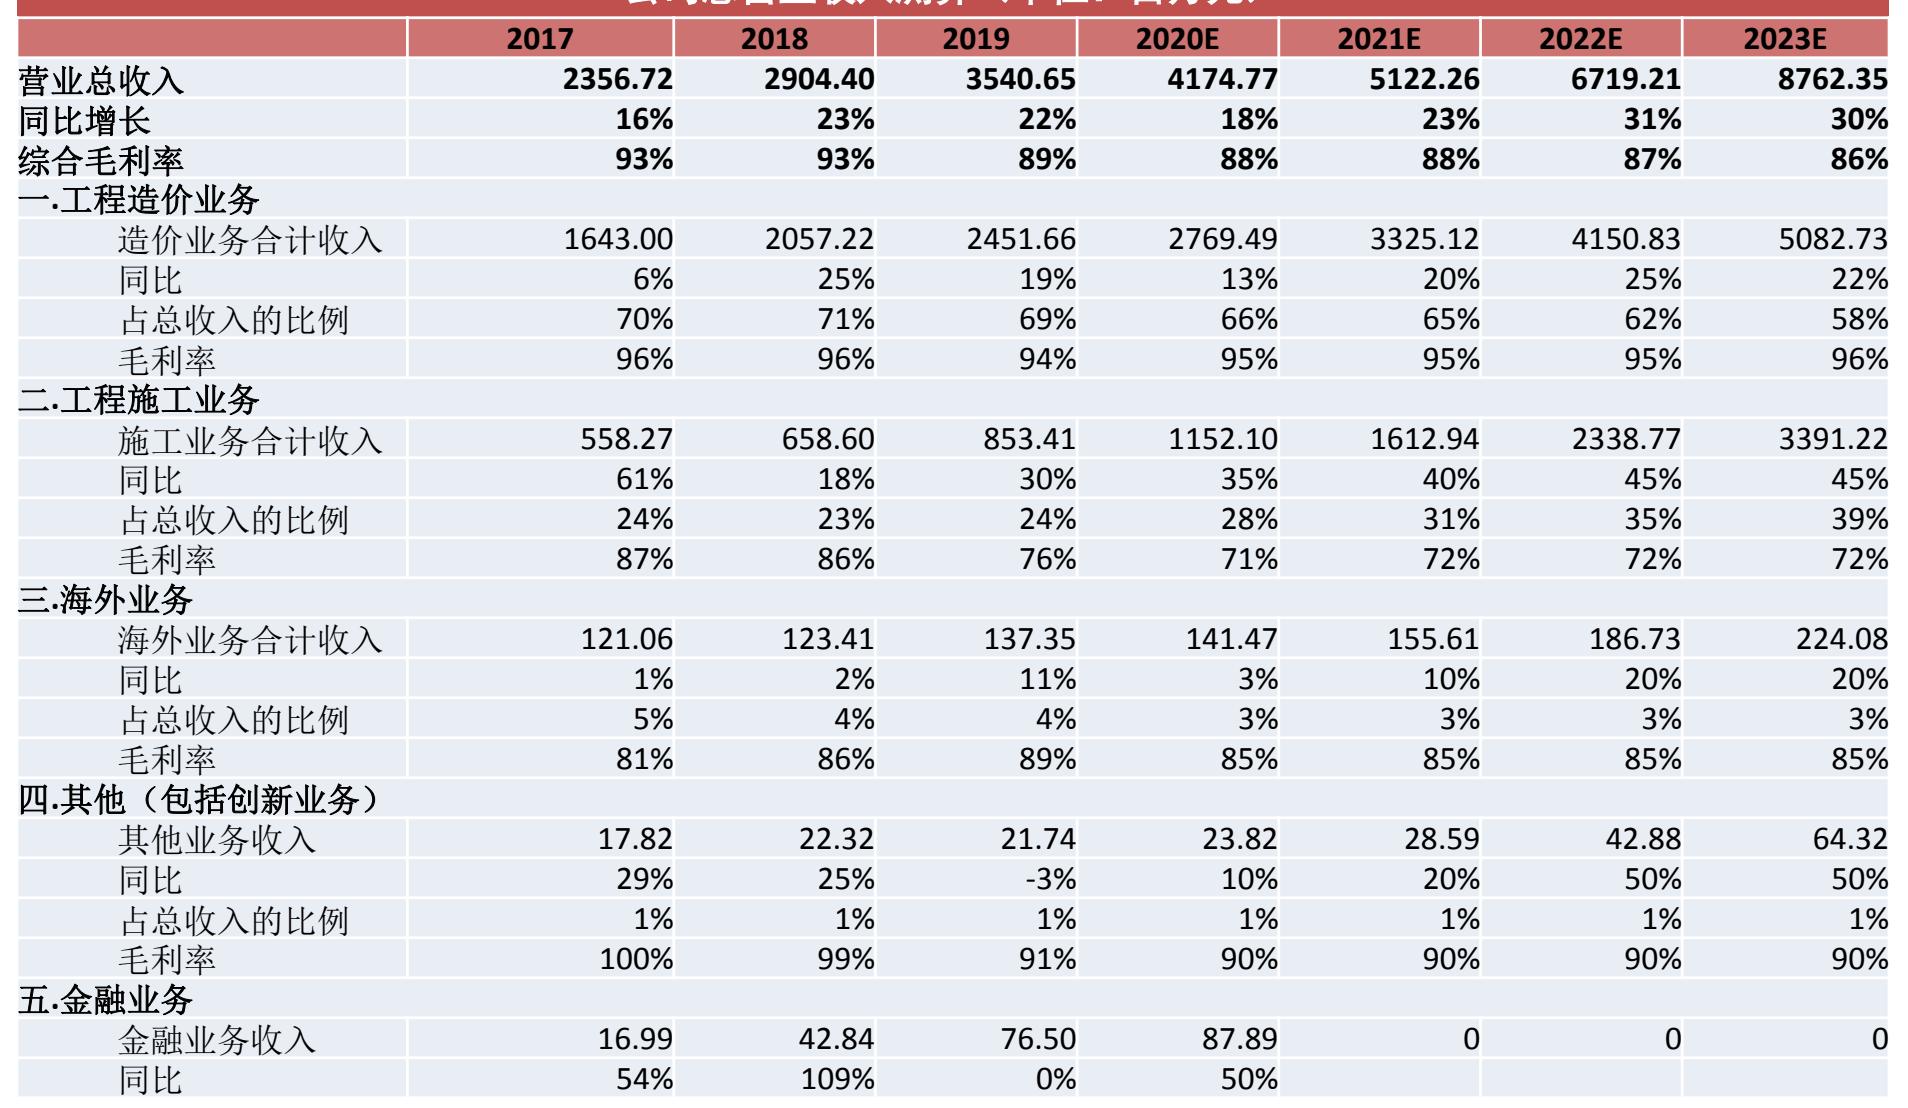 2017 2018 2019 2020E 2021E 2022E 2023E
营业总收入 2356.72 2904.40 3540.65 4174.77 5122.26 6719.21 8762.35
同比增长 16% 23% 22% 18% 23% 31% 30%
综合毛利率 93% 93% 89% 88% 88% 87% 86%
一.工程造价业务
造价业务合计收入 1643.00 2057.22 2451.66 2769.49 3325.12 4150.83 5082.73
同比 6% 25% 19% 13% 20% 25% 22%
占总收入的比例 70% 71% 69% 66% 65% 62% 58%
毛利率 96% 96% 94% 95% 95% 95% 96%
二.工程施工业务
施工业务合计收入 558.27 658.60 853.41 1152.10 1612.94 2338.77 3391.22
同比 61% 18% 30% 35% 40% 45% 45%
占总收入的比例 24% 23% 24% 28% 31% 35% 39%
毛利率 87% 86% 76% 71% 72% 72% 72%
三.海外业务
海外业务合计收入 121.06 123.41 137.35 141.47 155.61 186.73 224.08
同比 1% 2% 11% 3% 10% 20% 20%
占总收入的比例 5% 4% 4% 3% 3% 3% 3%
毛利率 81% 86% 89% 85% 85% 85% 85%
四.其他（包括创新业务）
其他业务收入 17.82 22.32 21.74 23.82 28.59 42.88 64.32
同比 29% 25% -3% 10% 20% 50% 50%
占总收入的比例 1% 1% 1% 1% 1% 1% 1%
毛利率 100% 99% 91% 90% 90% 90% 90%
五.金融业务
金融业务收入 16.99 42.84 76.50 87.89 0 0 0
同比 54% 109% 0% 50%